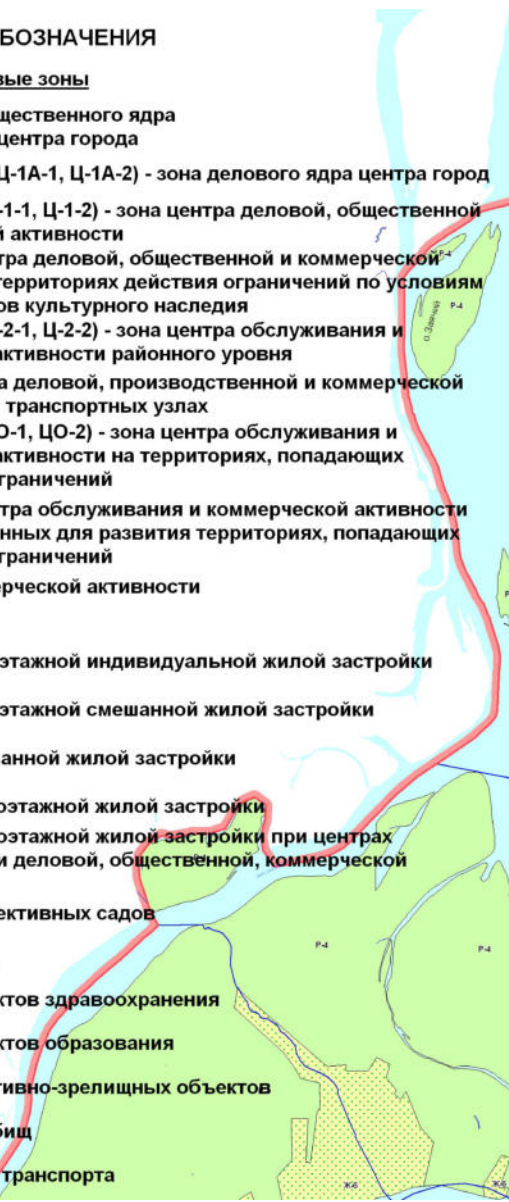 БОЗНАЧЕНИЯ
вые зоны
щественного ядра
центра города
Ц-1А-1, Ц-1А-2) - зона делового ядра центра город
-1-1, Ц-1-2) - зона центра деловой, общественной
й активности
тра деловой, общественной и коммерческой
территориях действия ограничений по условиям
ов культурного наследия
-2-1, Ц-2-2) - зона центра обслуживания и
активности районного уровня
а деловой, производственной и коммерческой
транспортных узлах
О-1, ЦО-2) - зона центра обслуживания и
активности на территориях, попадающих
граничений
тра обслуживания и коммерческой активности
нных для развития территориях, попадающих
граничений
ерческой активности
этажной индивидуальной жилой застройки
этажной смешанной жилой застройки
анной жилой застройки
оэтажной жилой застройки
оэтажной жилой застройки при центрах
и деловой, общественной, коммерческой
ективных садов
ктов здравоохранения
ктов образования
тивно-зрелищных объектов
бищ
транспорта
Р-4
Р-4
о. Заячий
Р-4
Р-4
Р-4
Ж-6
Ж-6